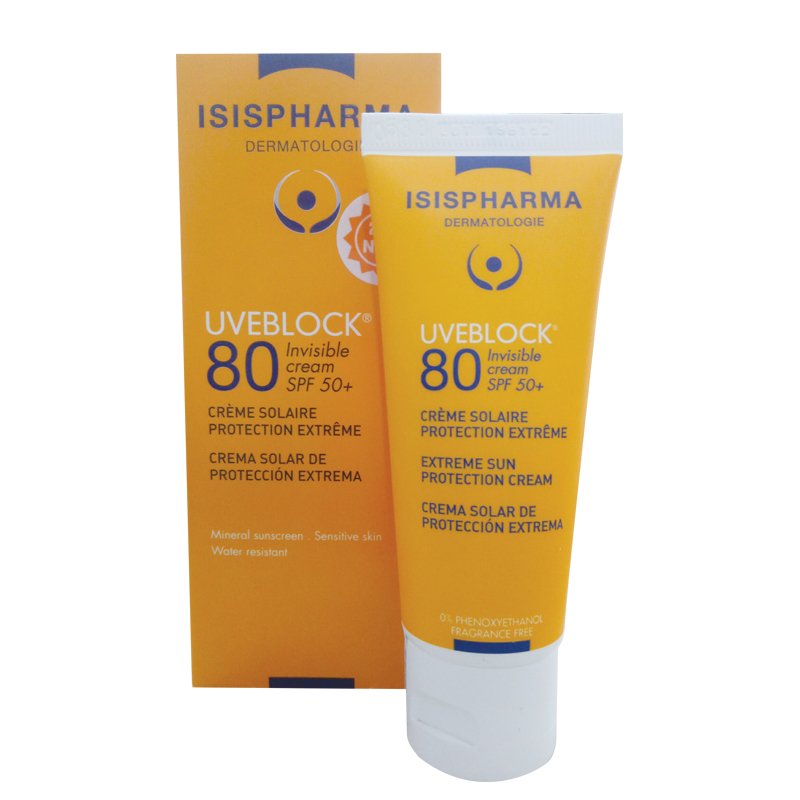 ISISPHARMA
DERMATOLOGIE
UVEBLOCK®
80 Invisible
cream
SPF 50+
CRÈME SOLAIRE
PROTECTION EXTRÊME
CREMA SOLAR DE
PROTECCIÓN EXTREMA
Mineral sunscreen . Sensitive skin
Water resistant
ISISPHARMA
DERMATOLOGIE
UVEBLOCK®
80 Invisible
cream
SPF 50+
CRÈME SOLAIRE
PROTECTION EXTRÊME
EXTREME SUN
PROTECTION CREAM
CREMA SOLAR DE
PROTECCIÓN EXTREMA
0% PHENOXYETHANOL
FRAGRANCE FREE